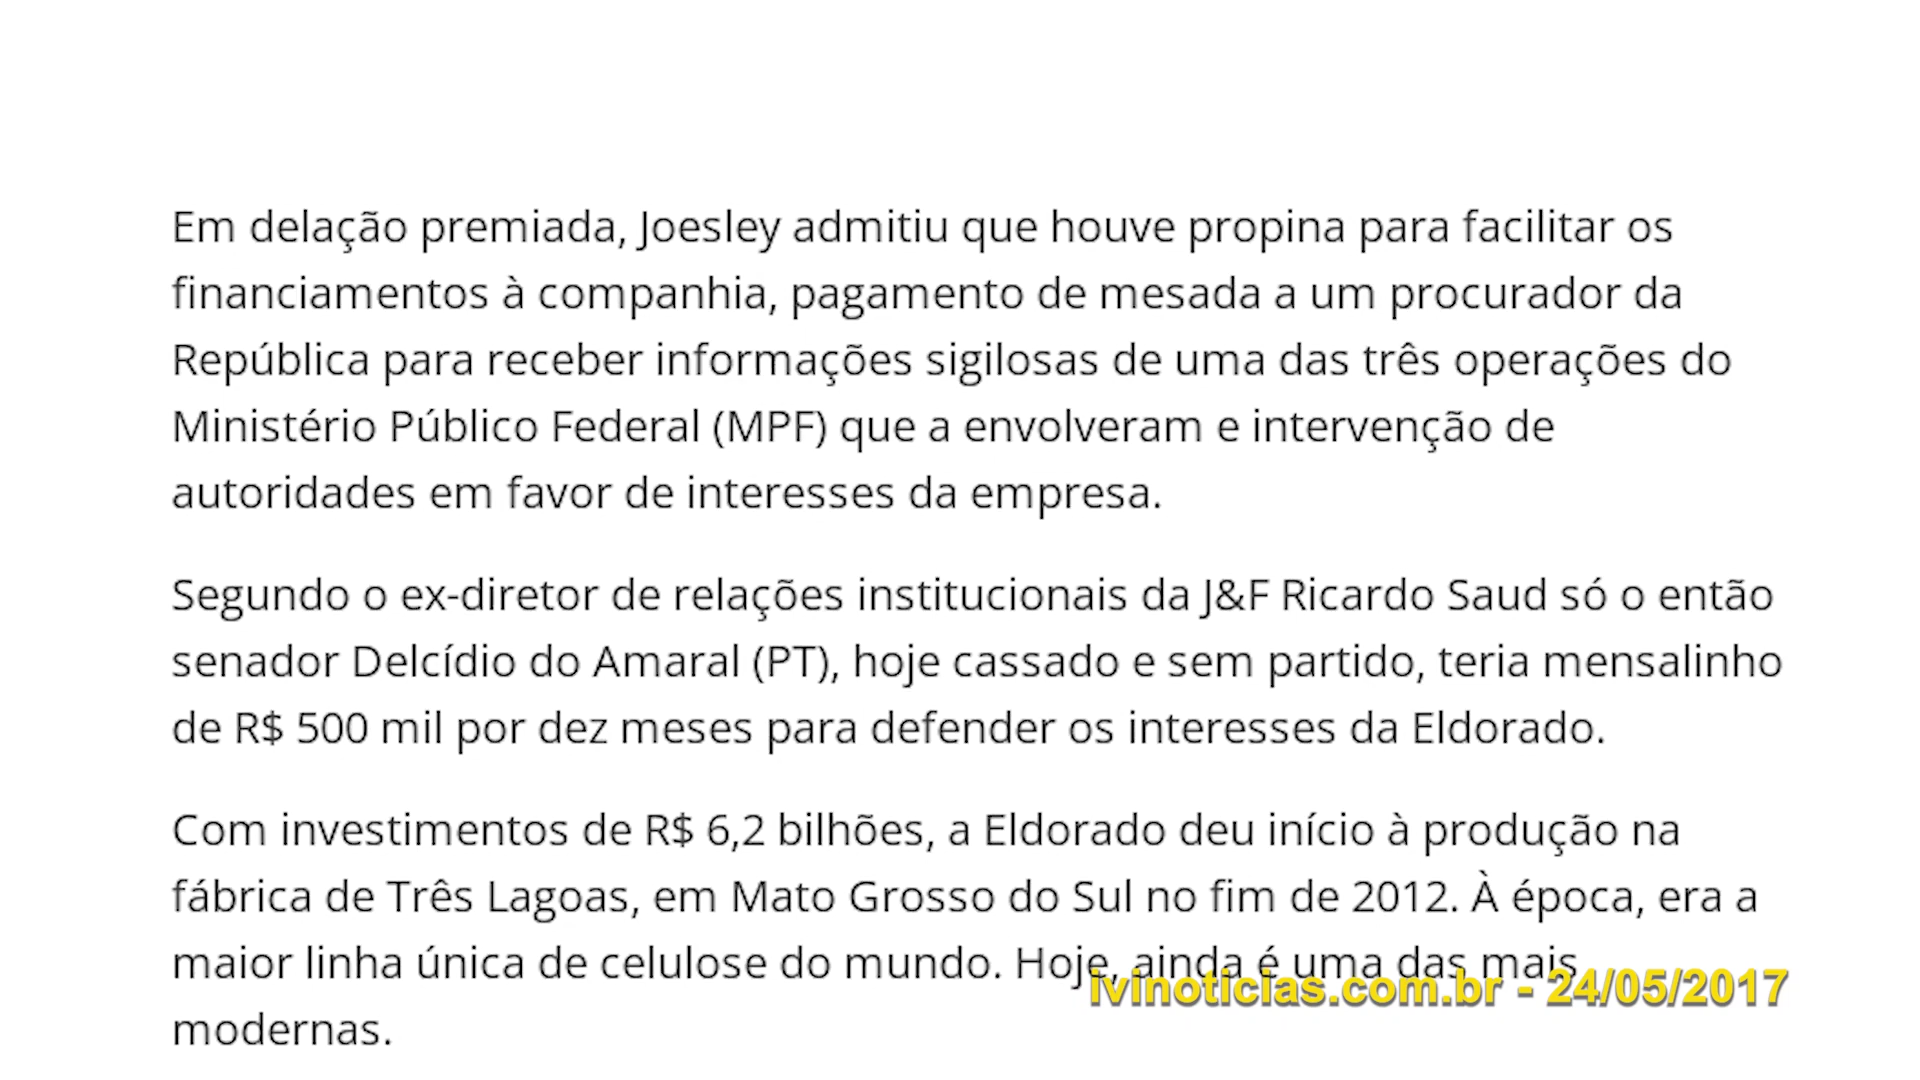 Em delação premiada, Joesley admitiu que houve propina para facilitar os
financiamentos à companhia, pagamento de mesada a um procurador da
República para receber informações sigilosas de uma das três operações do
Ministério Público Federal (MPF) que a envolveram e intervenção de
autoridades em favor de interesses da empresa.
Segundo o ex-diretor de relações institucionais da J&F Ricardo Saud só o então
senador Delcídio do Amaral (PT), hoje cassado e sem partido, teria mensalinho
de R$ 500 mil por dez meses para defender os interesses da Eldorado.
Com investimentos de R$ 6,2 bilhões, a Eldorado deu início à produção na
fábrica de Três Lagoas, em Mato Grosso do Sul no fim de 2012. À época, era a
maior linha única de celulose do mundo. Hoje, ainda é uma das mais
ivinoticias.com.br - 24/05/2017
modernas.